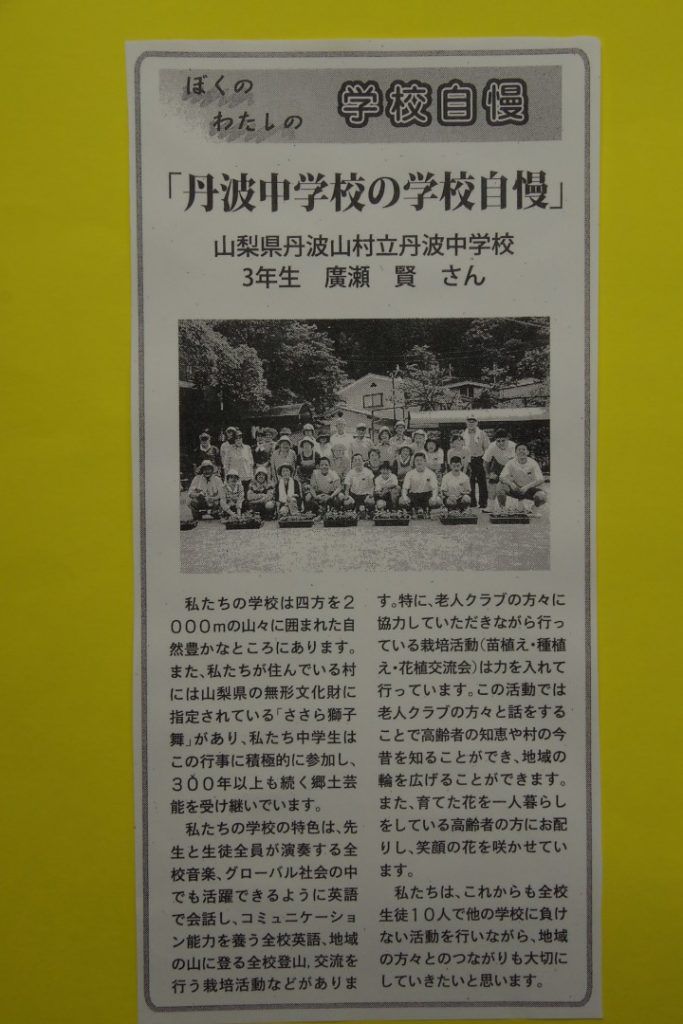 ぼくの
わたしの
学校自慢
「丹波中学校の学校自慢」
山梨県丹波山村立丹波中学校
3年生　廣瀬　賢　さん
私たちの学校は四方を２
０００ｍの山々に囲まれた自
然豊かなところにあります。
また、私たちが住んでいる村
には山梨県の無形文化財に
指定されている「ささら獅子
舞」があり、私たち中学生は
この行事に積極的に参加し、
３００年以上も続く郷土芸
能を受け継いでいます。
私たちの学校の特色は、先
生と生徒全員が演奏する全
校音楽、グローバル社会の中
でも活躍できるように英語
で会話し、コミュニケーショ
ン能力を養う全校英語、地域
の山に登る全校登山，交流を
行う栽培活動などがありま
す。特に、老人クラブの方々に
協力していただきながら行っ
ている栽培活動（苗植え・種植
え・花植交流会）は力を入れて
行っています。この活動では
老人クラブの方々と話をする
ことで高齢者の知恵や村の今
昔を知ることができ、地域の
輪を広げることができます。
また、育てた花を一人暮らし
をしている高齢者の方にお配
りし、笑顔の花を咲かせてい
ます。
私たちは、これからも全校
生徒１０人で他の学校に負け
ない活動を行いながら、地域
の方々とのつながりも大切に
していきたいと思います。